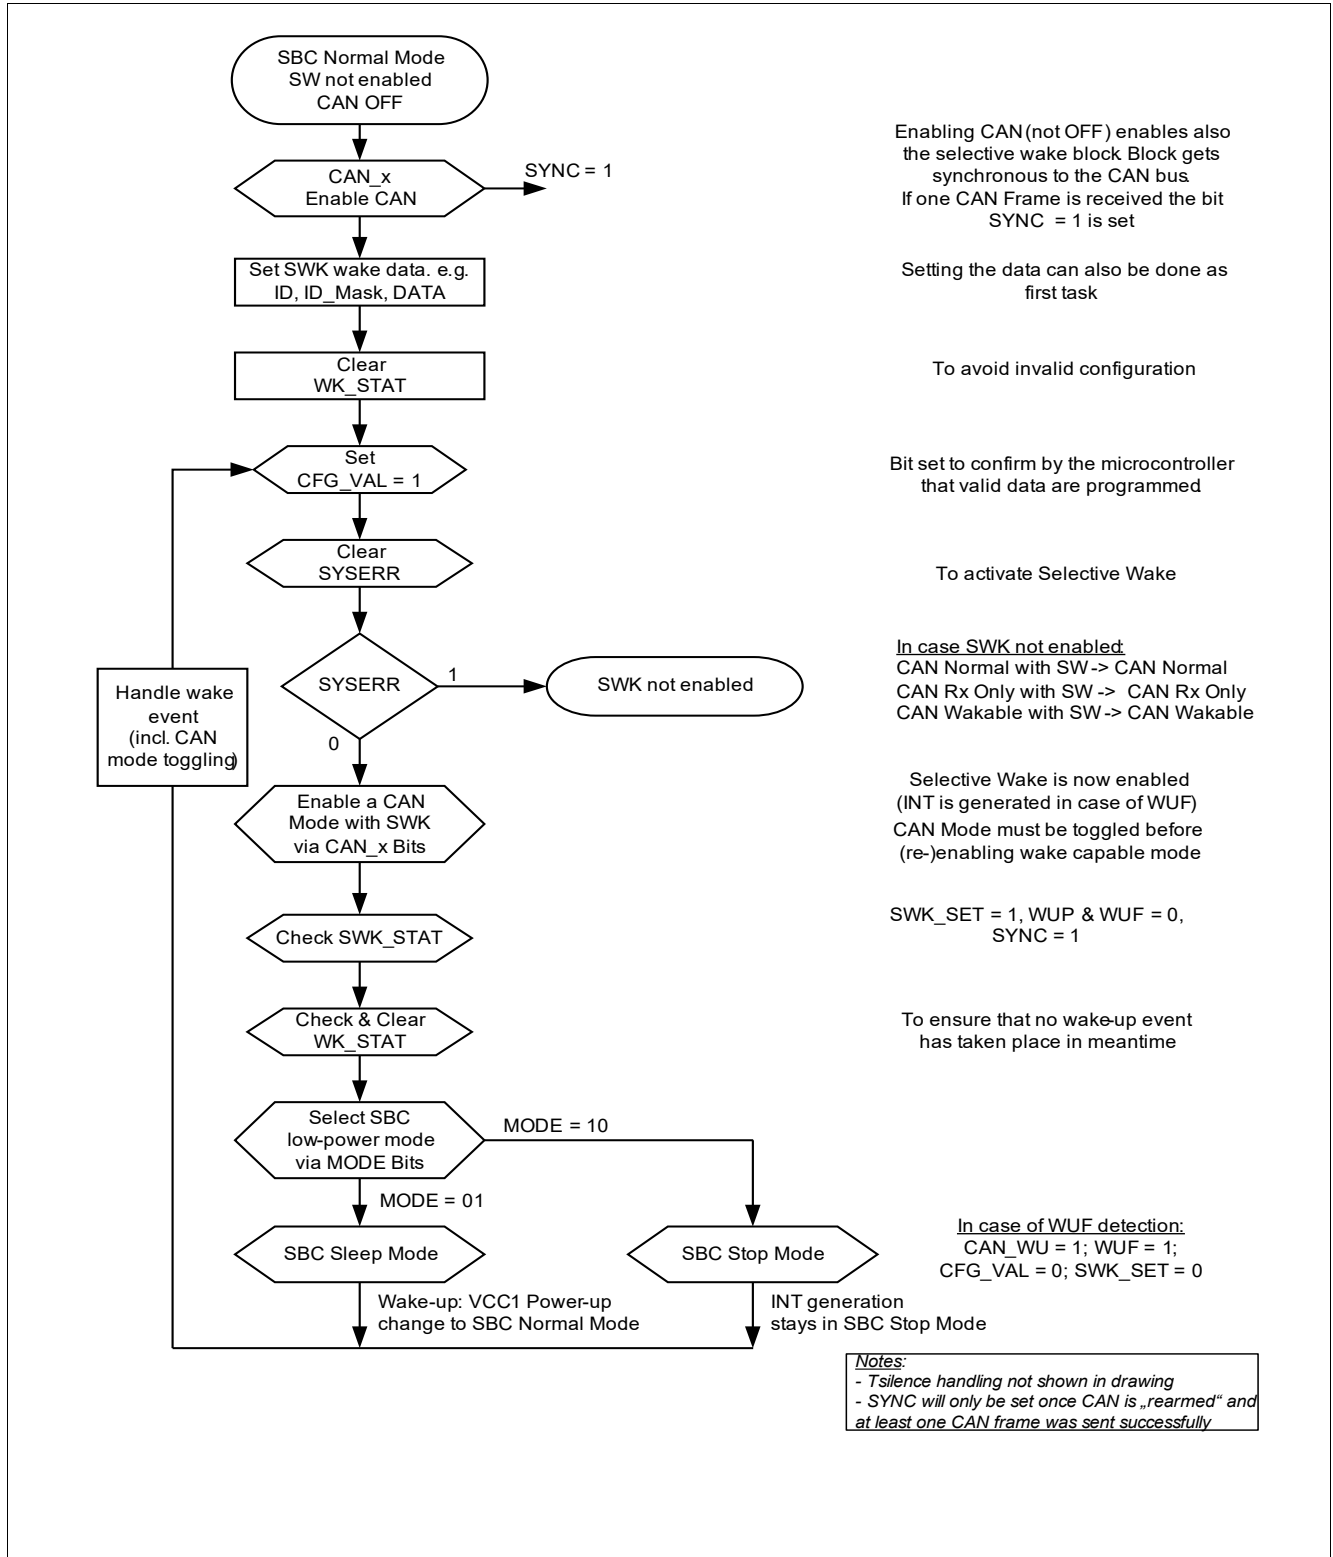 SBC Normal Mode
SW not enabled
CAN OFF
Enabling CAN (not OFF) enables also
the selective wake block. Block gets
synchronous to the CAN bus.
If one CAN Frame is received the bit
SYNC = 1 is set
CAN_x
Enable CAN
SYNC = 1
Set SWK wake data. e.g.
ID, ID_Mask, DATA
Setting the data can also be done as
first task
Clear
WK_STAT
To avoid invalid configuration
Set
CFG_VAL = 1
Bit set to confirm by the microcontroller
that valid data are programmed.
Clear
SYSERR
To activate Selective Wake
SYSERR
1
0
SWK not enabled
In case SWK not enabled:
CAN Normal with SW -> CAN Normal
CAN Rx Only with SW -> CAN Rx Only
CAN Wakable with SW -> CAN Wakable
Handle wake
event
(incl. CAN
mode toggling)
Enable a CAN
Mode with SWK
via CAN_x Bits
Selective Wake is now enabled
(INT is generated in case of WUF)
CAN Mode must be toggled before
(re-)enabling wake capable mode
Check SWK_STAT
SWK_SET = 1, WUP & WUF = 0,
SYNC = 1
Check & Clear
WK_STAT
To ensure that no wake-up event
has taken place in meantime
Select SBC
low-power mode
via MODE Bits
MODE = 10
MODE = 01
SBC Sleep Mode
SBC Stop Mode
In case of WUF detection:
CAN_WU = 1; WUF = 1;
CFG_VAL = 0; SWK_SET = 0
Wake-up: VCC1 Power-up
change to SBC Normal Mode
INT generation
stays in SBC Stop Mode
Notes:
- Tsilence handling not shown in drawing
- SYNC will only be set once CAN is „rearmed“ and
at least one CAN frame was sent successfully